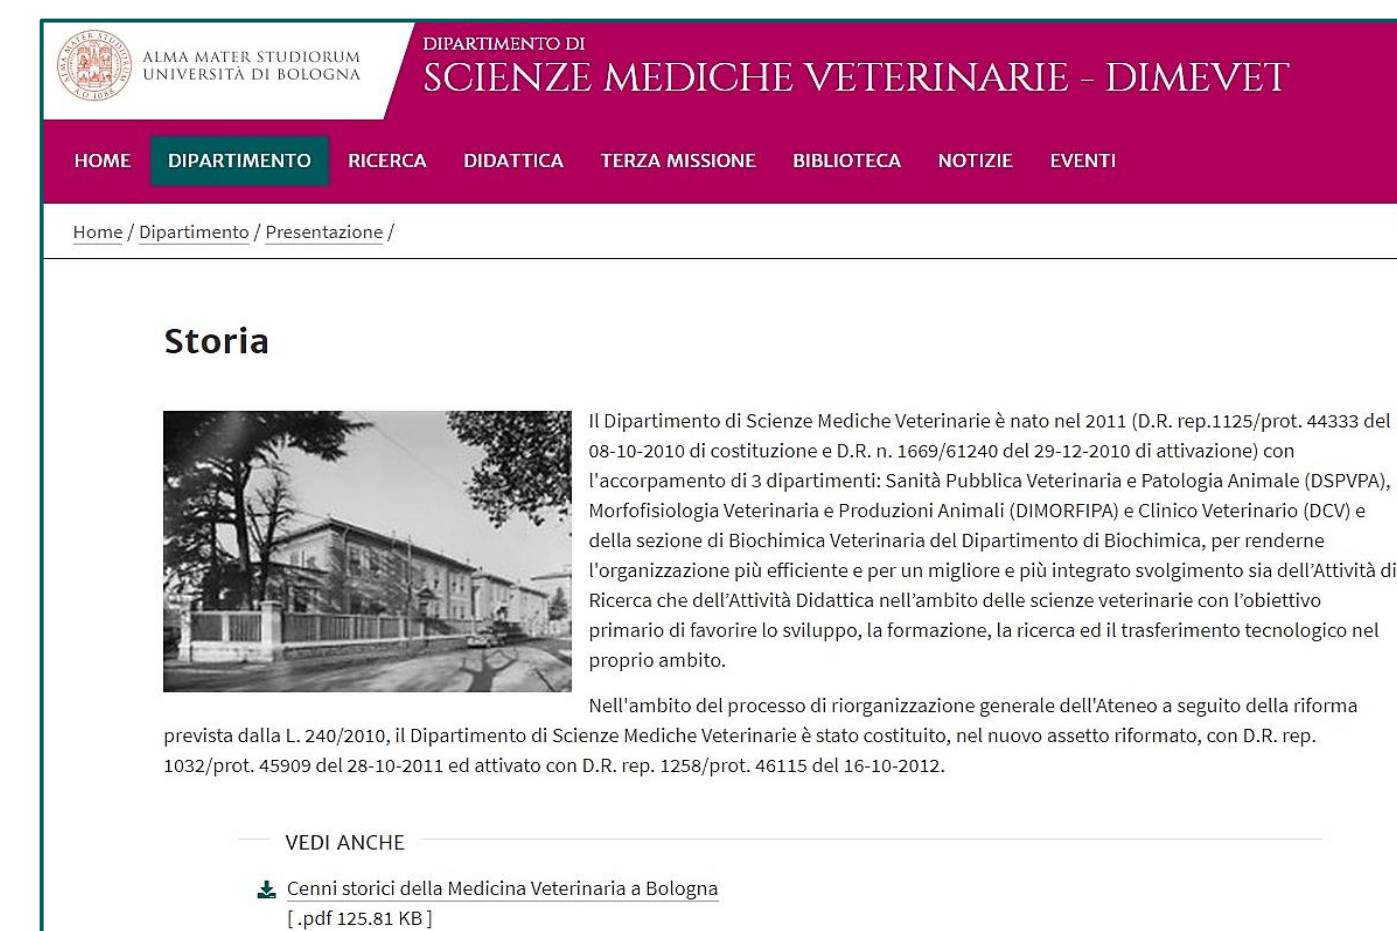 ALMA MATER STUDIORUM
UNIVERSITÀ DI BOLOGNA
DIPARTIMENTO DI
SCIENZE MEDICHE VETERINARIE - DIMEVET
HOME DIPARTIMENTO RICERCA DIDATTICA TERZA MISSIONE BIBLIOTECA NOTIZIE EVENTI
Home / Dipartimento / Presentazione /
Storia
Il Dipartimento di Scienze Mediche Veterinarie è nato nel 2011 (D.R. rep.1125/prot. 44333 del
08-10-2010 di costituzione e D.R. n. 1669/61240 del 29-12-2010 di attivazione) con
l'accorpamento di 3 dipartimenti: Sanità Pubblica Veterinaria e Patologia Animale (DSPVPA),
Morfofisiologia Veterinaria e Produzioni Animali (DIMORFIPA) e Clinico Veterinario (DCV) e
della sezione di Biochimica Veterinaria del Dipartimento di Biochimica, per renderne
l'organizzazione più efficiente e per un migliore e più integrato svolgimento sia dell’Attività di
Ricerca che dell’Attività Didattica nell’ambito delle scienze veterinarie con l’obiettivo
primario di favorire lo sviluppo, la formazione, la ricerca ed il trasferimento tecnologico nel
proprio ambito.
Nell'ambito del processo di riorganizzazione generale dell'Ateneo a seguito della riforma
prevista dalla L. 240/2010, il Dipartimento di Scienze Mediche Veterinarie è stato costituito, nel nuovo assetto riformato, con D.R. rep.
1032/prot. 45909 del 28-10-2011 ed attivato con D.R. rep. 1258/prot. 46115 del 16-10-2012.
VEDI ANCHE
Cenni storici della Medicina Veterinaria a Bologna
[ .pdf 125.81 KB ]